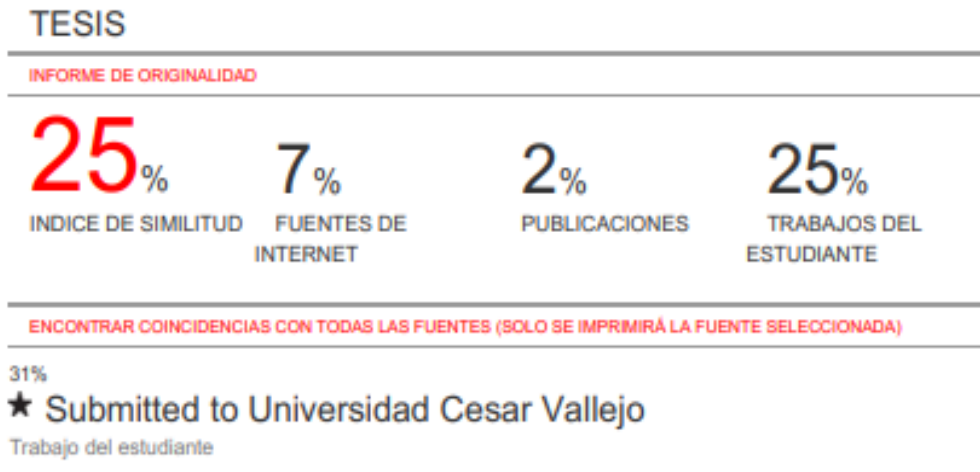 TESIS
INFORME DE ORIGINALIDAD
25% 7% 2% 25%
INDICE DE SIMILITUD FUENTES DE PUBLICACIONES TRABAJOS DEL
INTERNET ESTUDIANTE
ENCONTRAR COINCIDENCIAS CON TODAS LAS FUENTES (SOLO SE IMPRIMIRÁ LA FUENTE SELECCIONADA)
31%
★ Submitted to Universidad Cesar Vallejo
Trabajo del estudiante